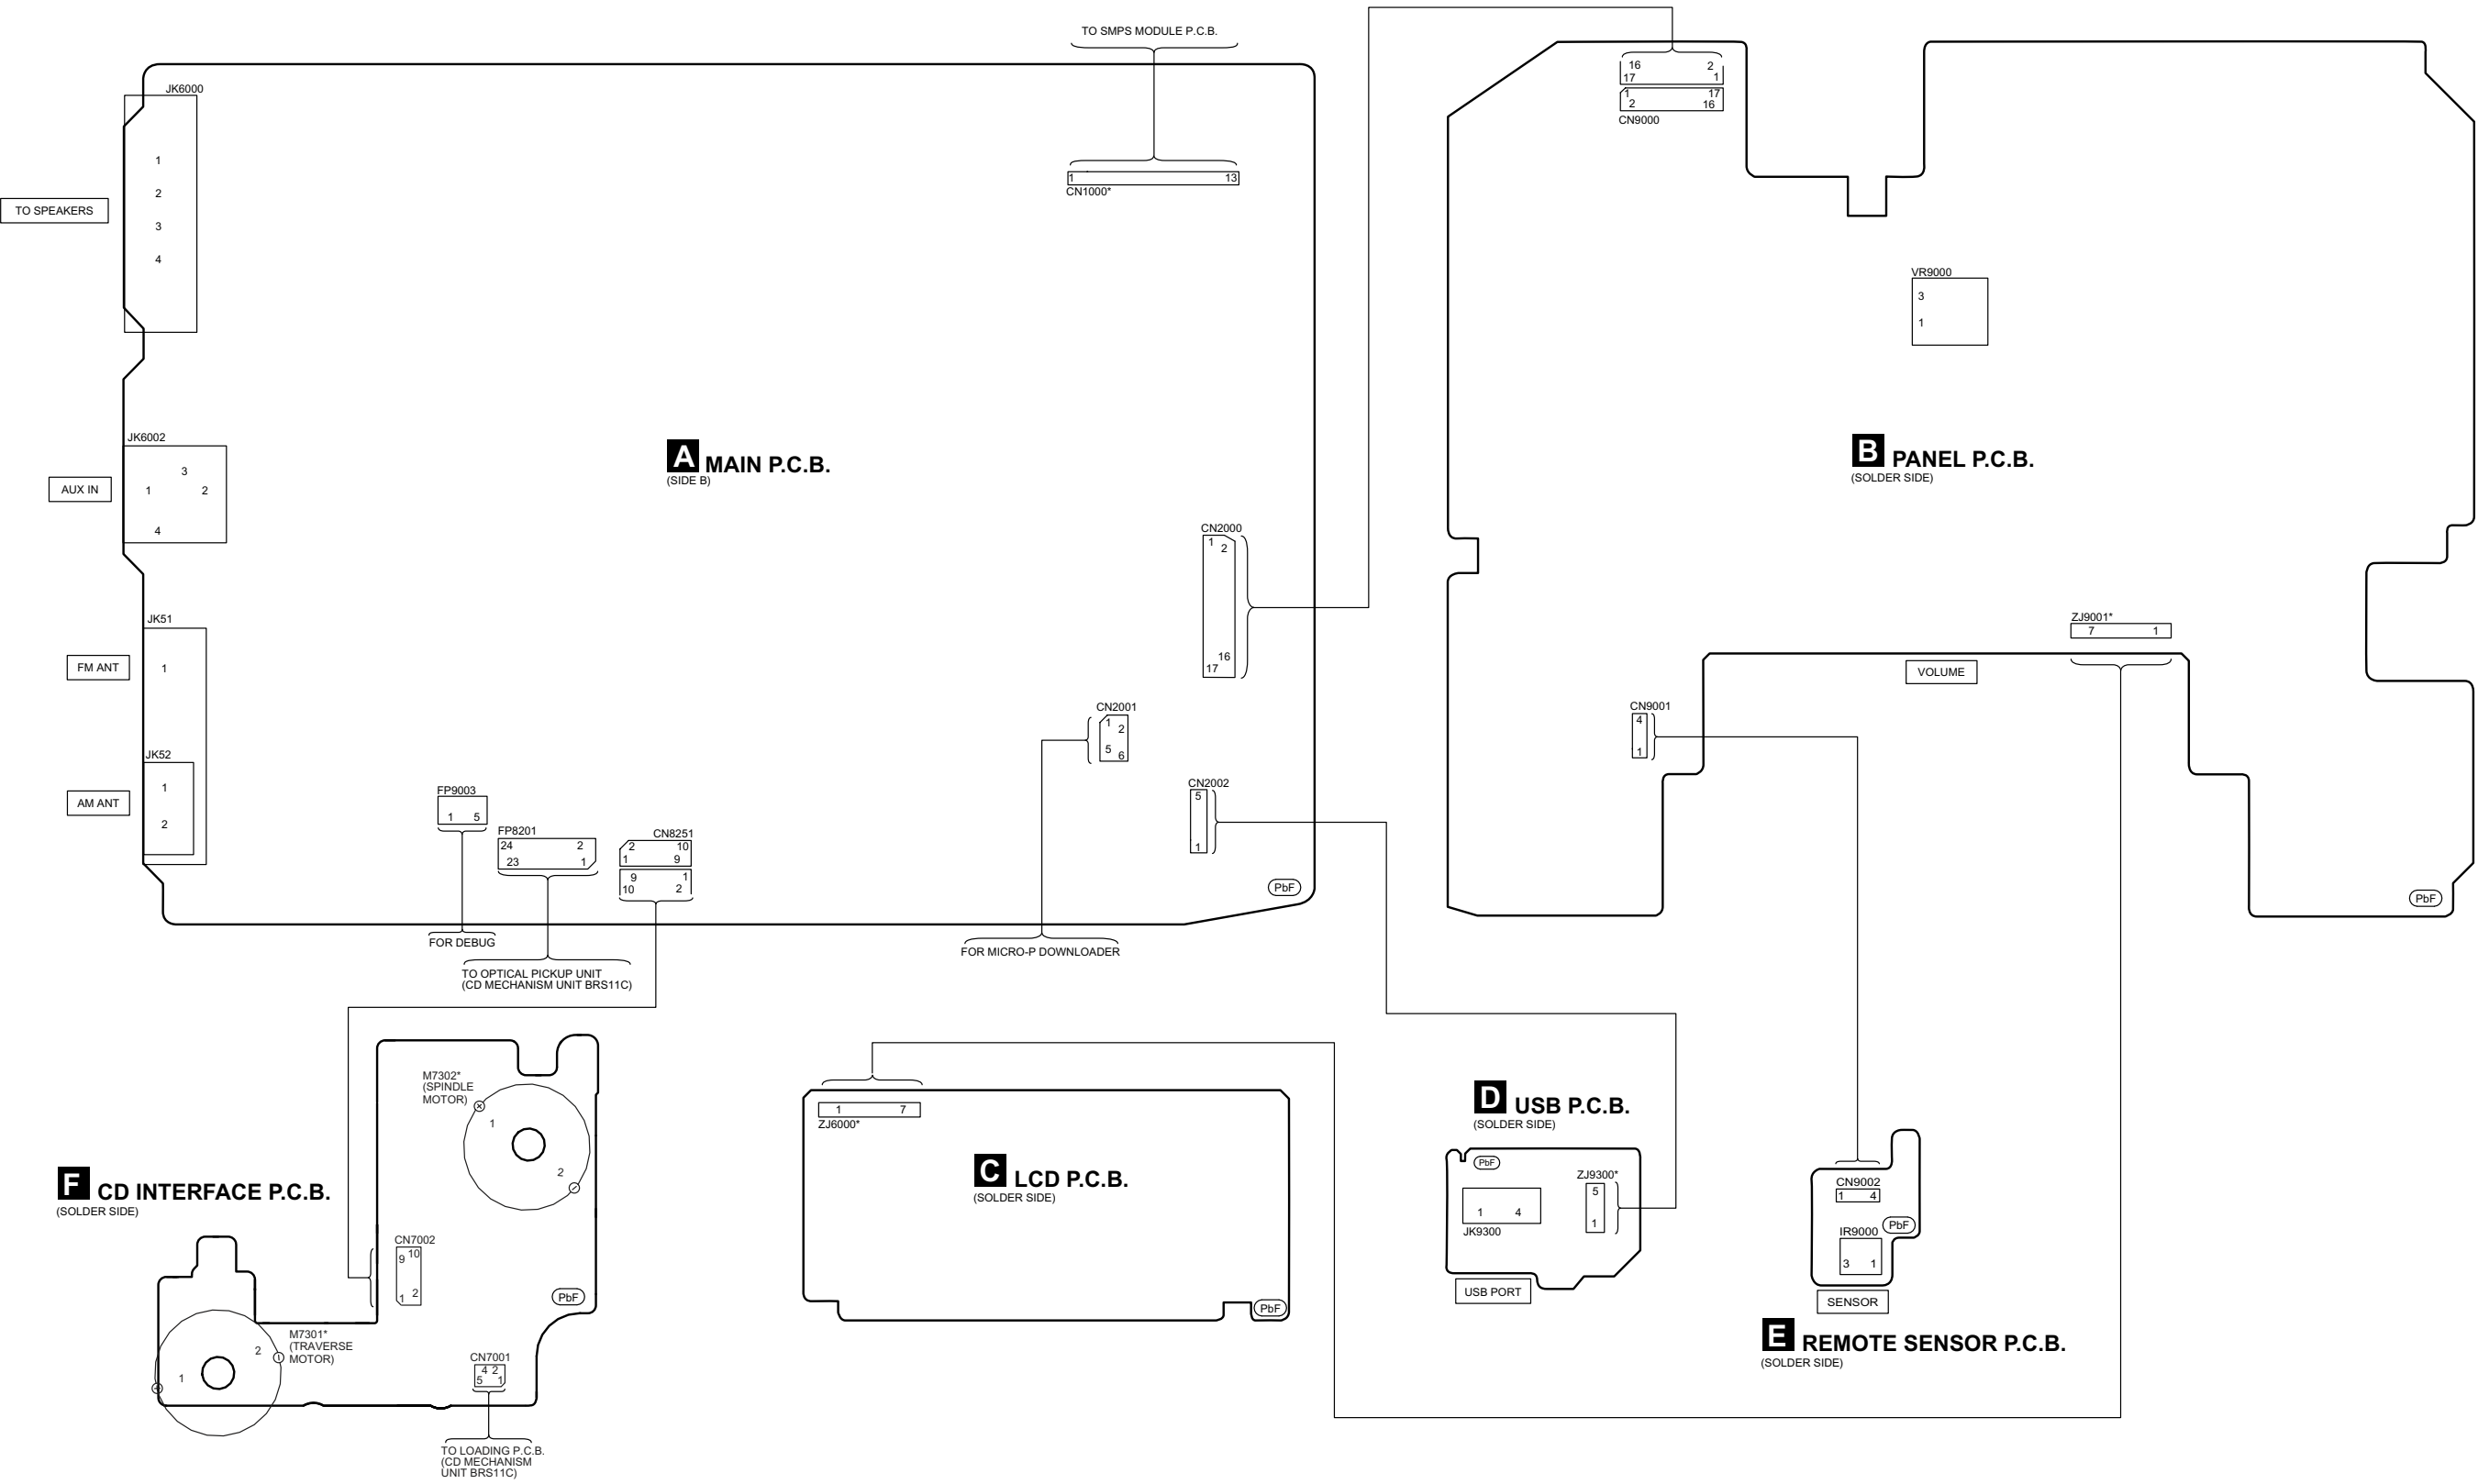 TO SMPS MODULE P.C.B.
JK6000
1
2
3
4
TO SPEAKERS
1 13
CN1000*
JK6002
3
1 2
4
AUX IN
A MAIN P.C.B.
(SIDE B)
CN2000
1 2
16
17
JK51
1
FM ANT
JK52
1
2
AM ANT
CN2001
1 2
5 6
CN2002
5
1
FP9003
1 5
FP8201
24 2
23 1
CN8251
2 10
1 9
9 1
10 2
PbF
FOR DEBUG
TO OPTICAL PICKUP UNIT
(CD MECHANISM UNIT BRS11C)
FOR MICRO-P DOWNLOADER
16 2
17 1
1 17
2 16
CN9000
VR9000
3
1
B PANEL P.C.B.
(SOLDER SIDE)
ZJ9001*
7 1
VOLUME
CN9001
4
1
PbF
M7302*
(SPINDLE
MOTOR)
1
2
F CD INTERFACE P.C.B.
(SOLDER SIDE)
CN7002
9 10
1 2
PbF
M7301*
(TRAVERSE
MOTOR)
2
1
CN7001
4 2
5 1
TO LOADING P.C.B.
(CD MECHANISM
UNIT BRS11C)
1 7
ZJ6000*
C LCD P.C.B.
(SOLDER SIDE)
PbF
D USB P.C.B.
(SOLDER SIDE)
PbF
ZJ9300*
5
1
1 4
JK9300
USB PORT
CN9002
1 4
IR9000
PbF
3 1
SENSOR
E REMOTE SENSOR P.C.B.
(SOLDER SIDE)